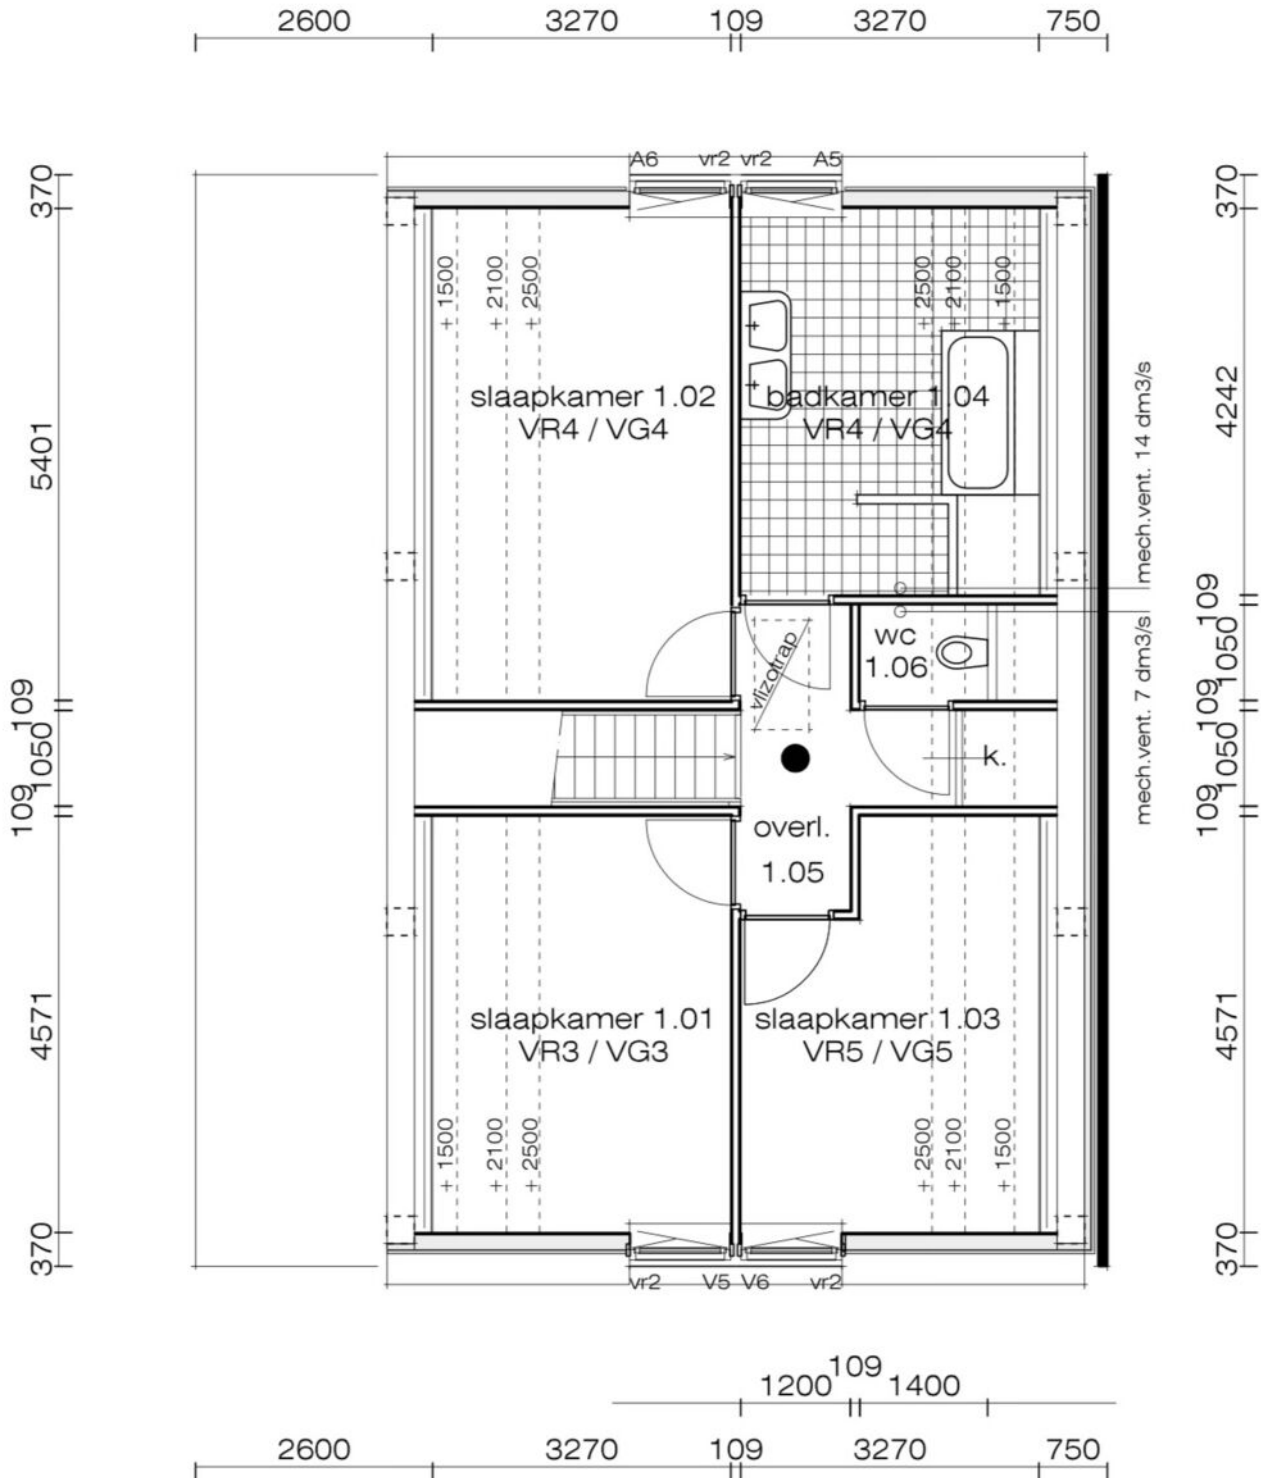 2600 3270 109 3270 750
A6 vr2 vr2 A5
370
370
+ 1500
+ 2100
+ 2500
+ 2500
+ 2100
+ 1500
slaapkamer 1.02
VR4 / VG4
badkamer 1.04
VR4 / VG4
5401
4242
mech.vent. 14 dm3/s
mech.vent. 7 dm3/s
109
1050
109
1050
109
wc
1.06
vlizotrap
k.
109
1050
109
overl.
1.05
slaapkamer 1.01
VR3 / VG3
slaapkamer 1.03
VR5 / VG5
4571
4571
+ 1500
+ 2100
+ 2500
+ 2500
+ 2100
+ 1500
370
370
vr2 V5 V6 vr2
109
1200 1400
2600 3270 109 3270 750